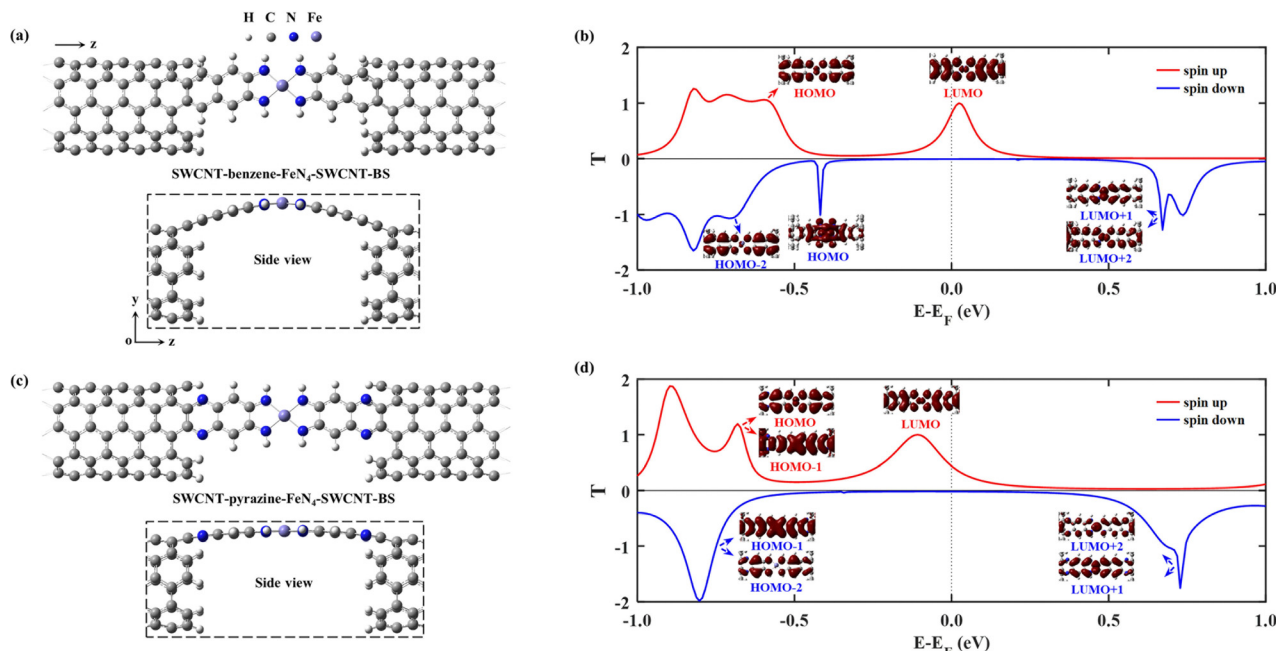 (a)
H C N Fe
z
SWCNT-benzene-FeN₄-SWCNT-BS
Side view
y
o z
(b)
2
1
0
-1
-2
T
HOMO
LUMO
spin up
spin down
HOMO-2
HOMO
LUMO+1
LUMO+2
-1.0 -0.5 0.0 0.5 1.0
E-E_F (eV)
(c)
SWCNT-pyrazine-FeN₄-SWCNT-BS
Side view
(d)
2
1
0
-1
-2
T
HOMO
HOMO-1
LUMO
spin up
spin down
HOMO-1
HOMO-2
LUMO+2
LUMO+1
-1.0 -0.5 0.0 0.5 1.0
E-E_F (eV)